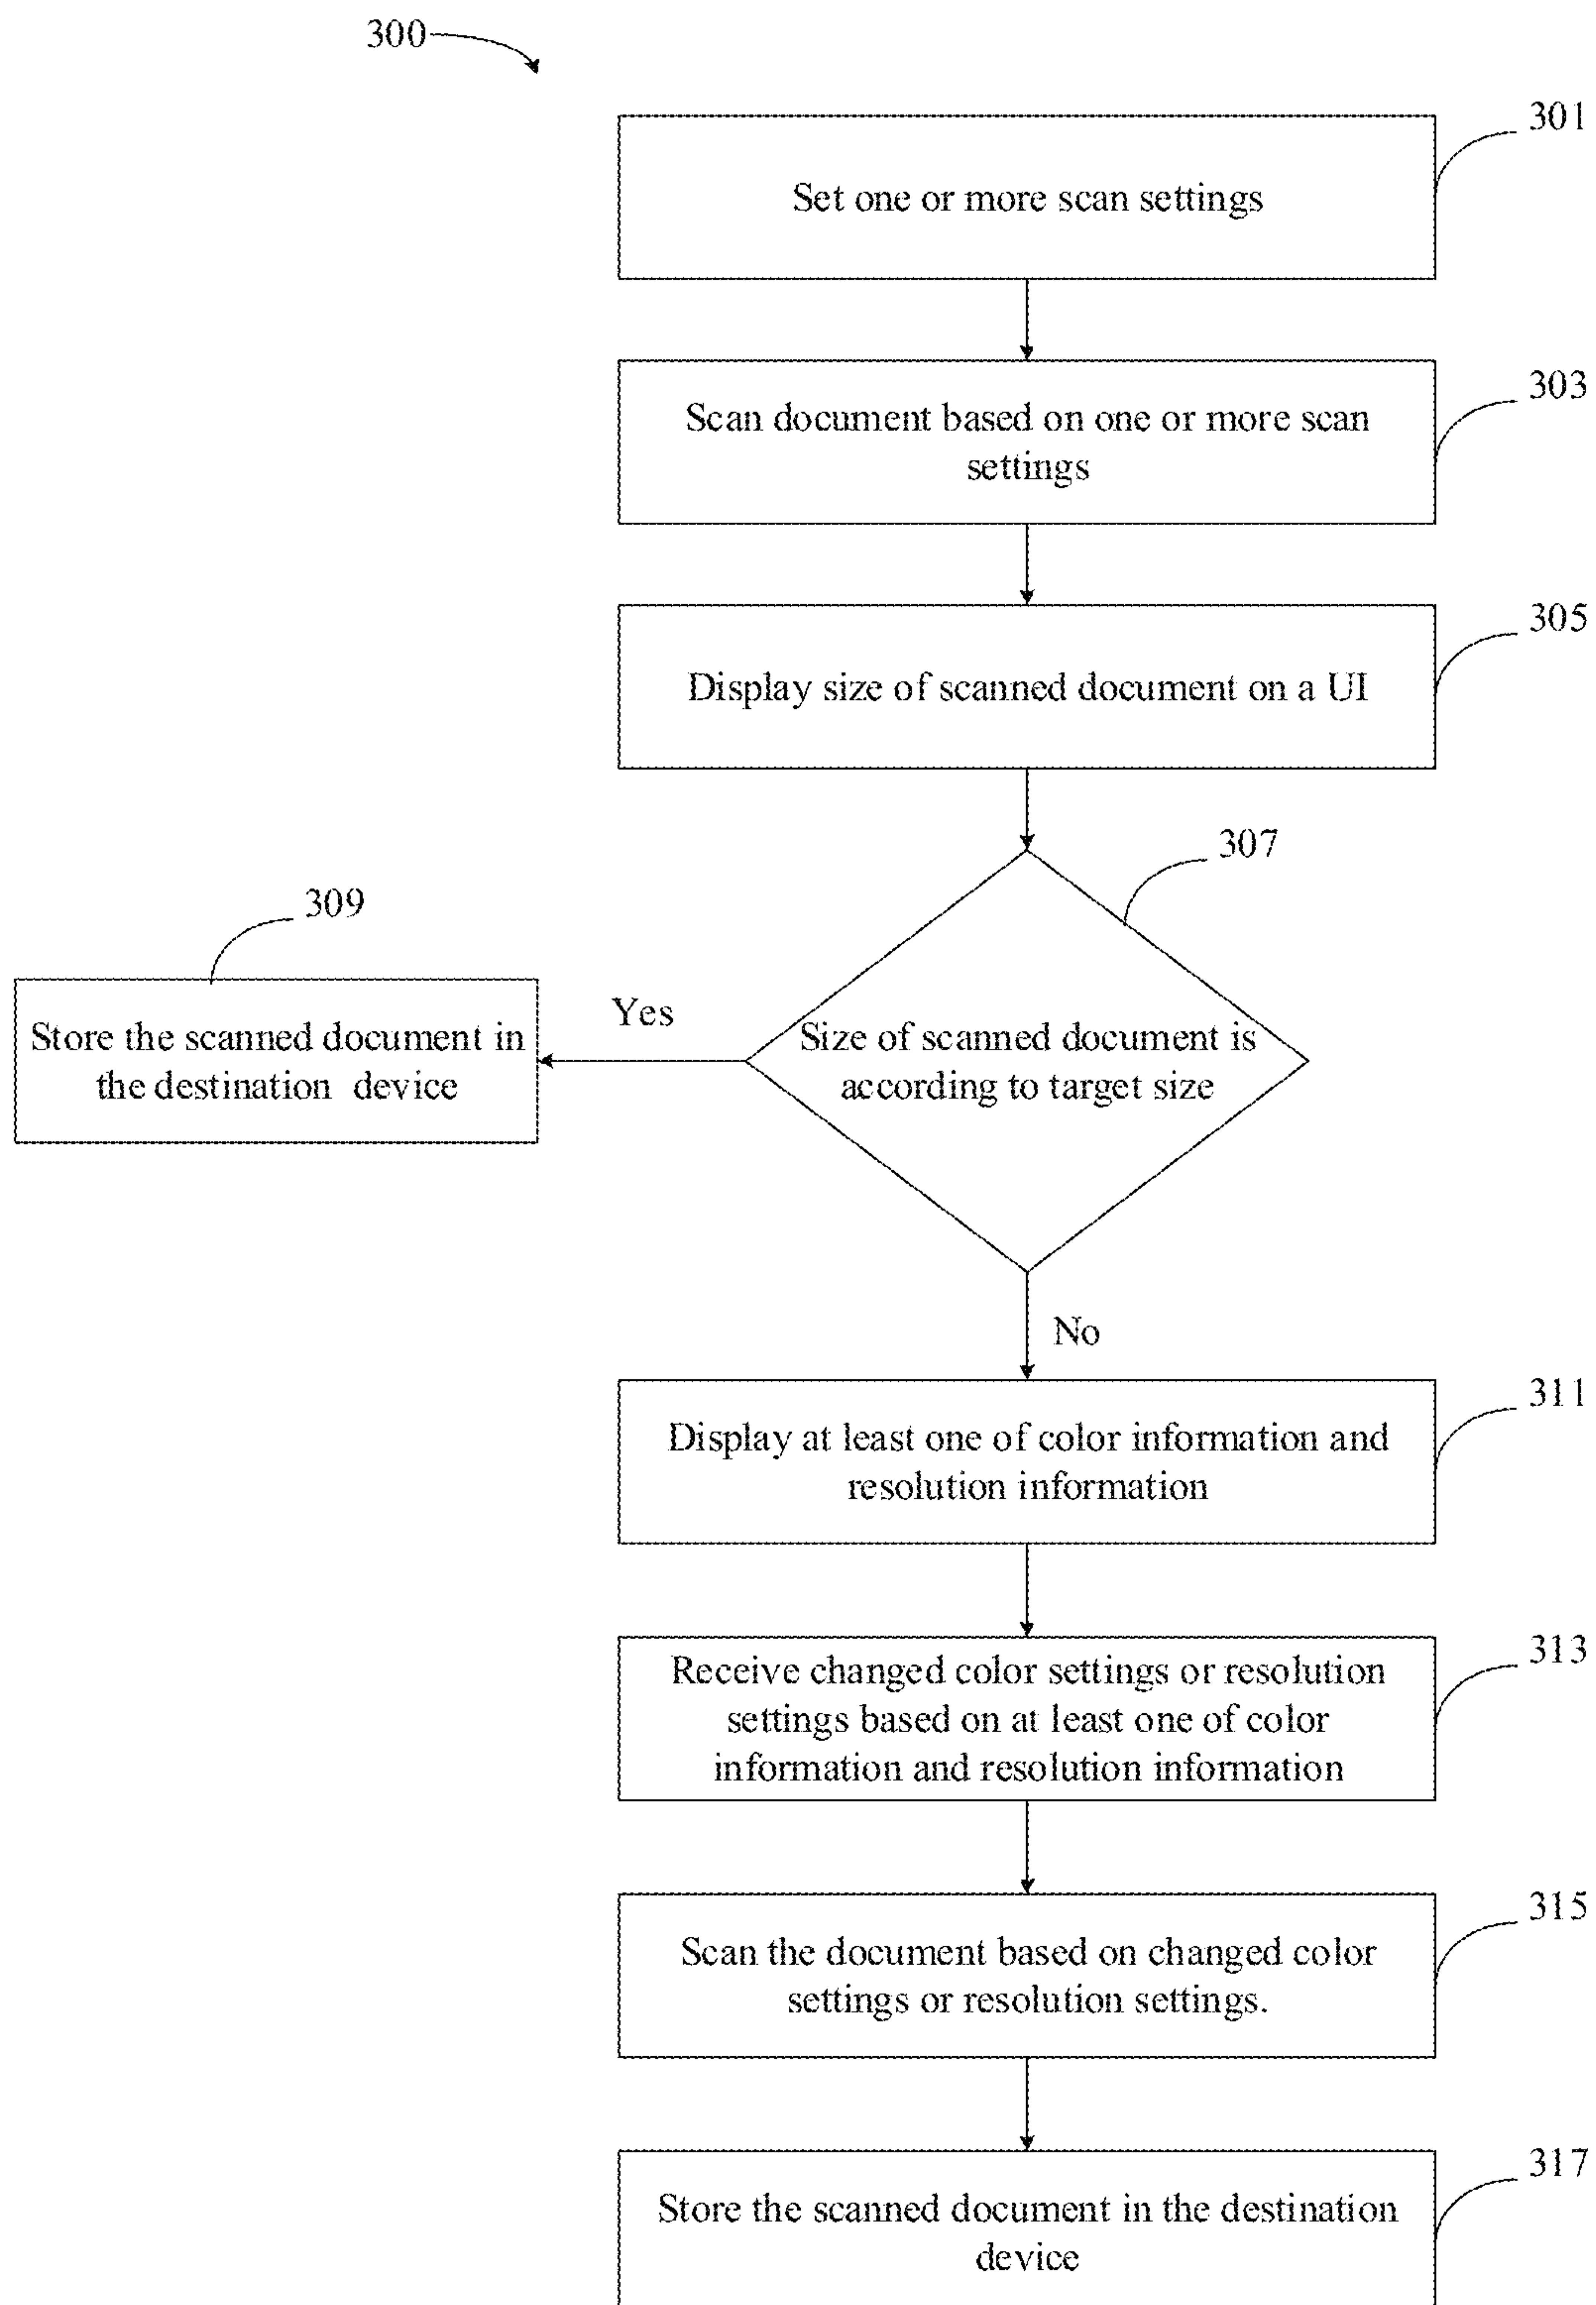 300
301
Set one or more scan settings
303
Scan document based on one or more scan
settings
305
Display size of scanned document on a UI
307
309
Yes
Store the scanned document in
the destination device
Size of scanned document is
according to target size
No
311
Display at least one of color information and
resolution information
313
Receive changed color settings or resolution
settings based on at least one of color
information and resolution information
315
Scan the document based on changed color
settings or resolution settings.
317
Store the scanned document in the destination
device